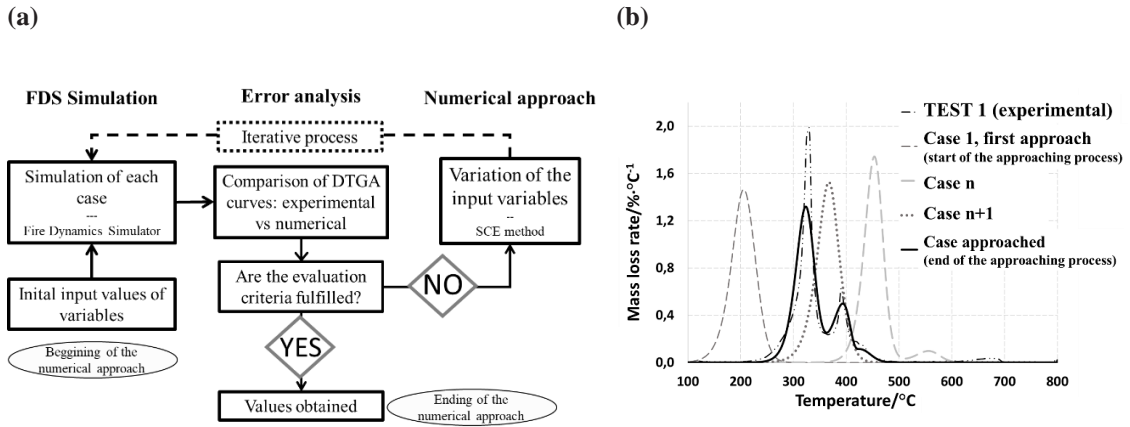 (a)
FDS Simulation
Error analysis
Numerical approach
Iterative process
Simulation of each
case
---
Fire Dynamics Simulator
Comparison of DTGA
curves: experimental
vs numerical
Variation of the
input variables
--
SCE method
Inital input values of
variables
Are the evaluation
criteria fulfilled?
NO
YES
Beggining of the
numerical approach
Values obtained
Ending of the
numerical approach
(b)
Mass loss rate/%·°C⁻¹
2,0
1,6
1,2
0,8
0,4
0,0
100 200 300 400 500 600 700 800
Temperature/°C
TEST 1 (experimental)
Case 1, first approach
(start of the approaching process)
Case n
Case n+1
Case approached
(end of the approaching process)